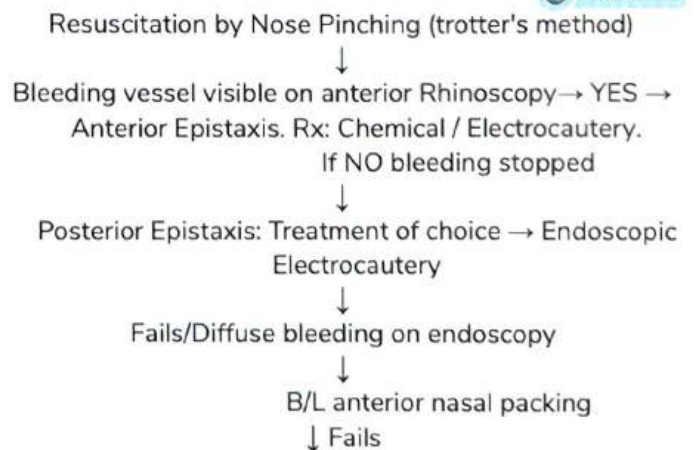 Resuscitation by Nose Pinching (trotter's method)
↓
Bleeding vessel visible on anterior Rhinoscopy→ YES →
Anterior Epistaxis. Rx: Chemical / Electrocautery.
If NO bleeding stopped
↓
Posterior Epistaxis: Treatment of choice → Endoscopic
Electrocautery
↓
Fails/Diffuse bleeding on endoscopy
↓
B/L anterior nasal packing
↓ Fails